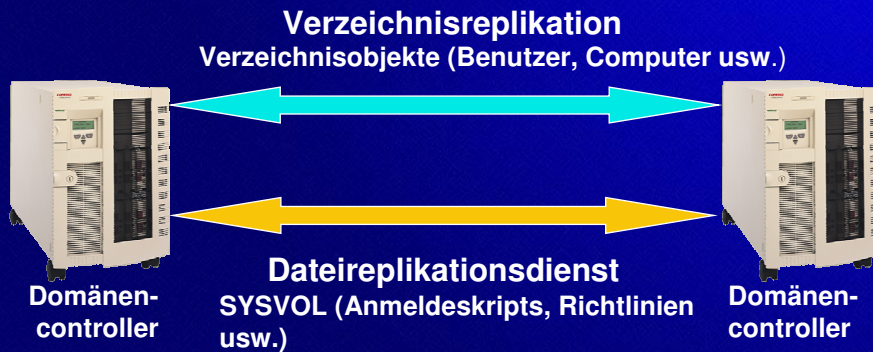 Verzeichnisreplikation
Verzeichnisobjekte (Benutzer, Computer usw.)
Dateireplikationsdienst
SYSVOL (Anmeldeskripts, Richtlinien
usw.)
Domänen-
controller
Domänen-
controller